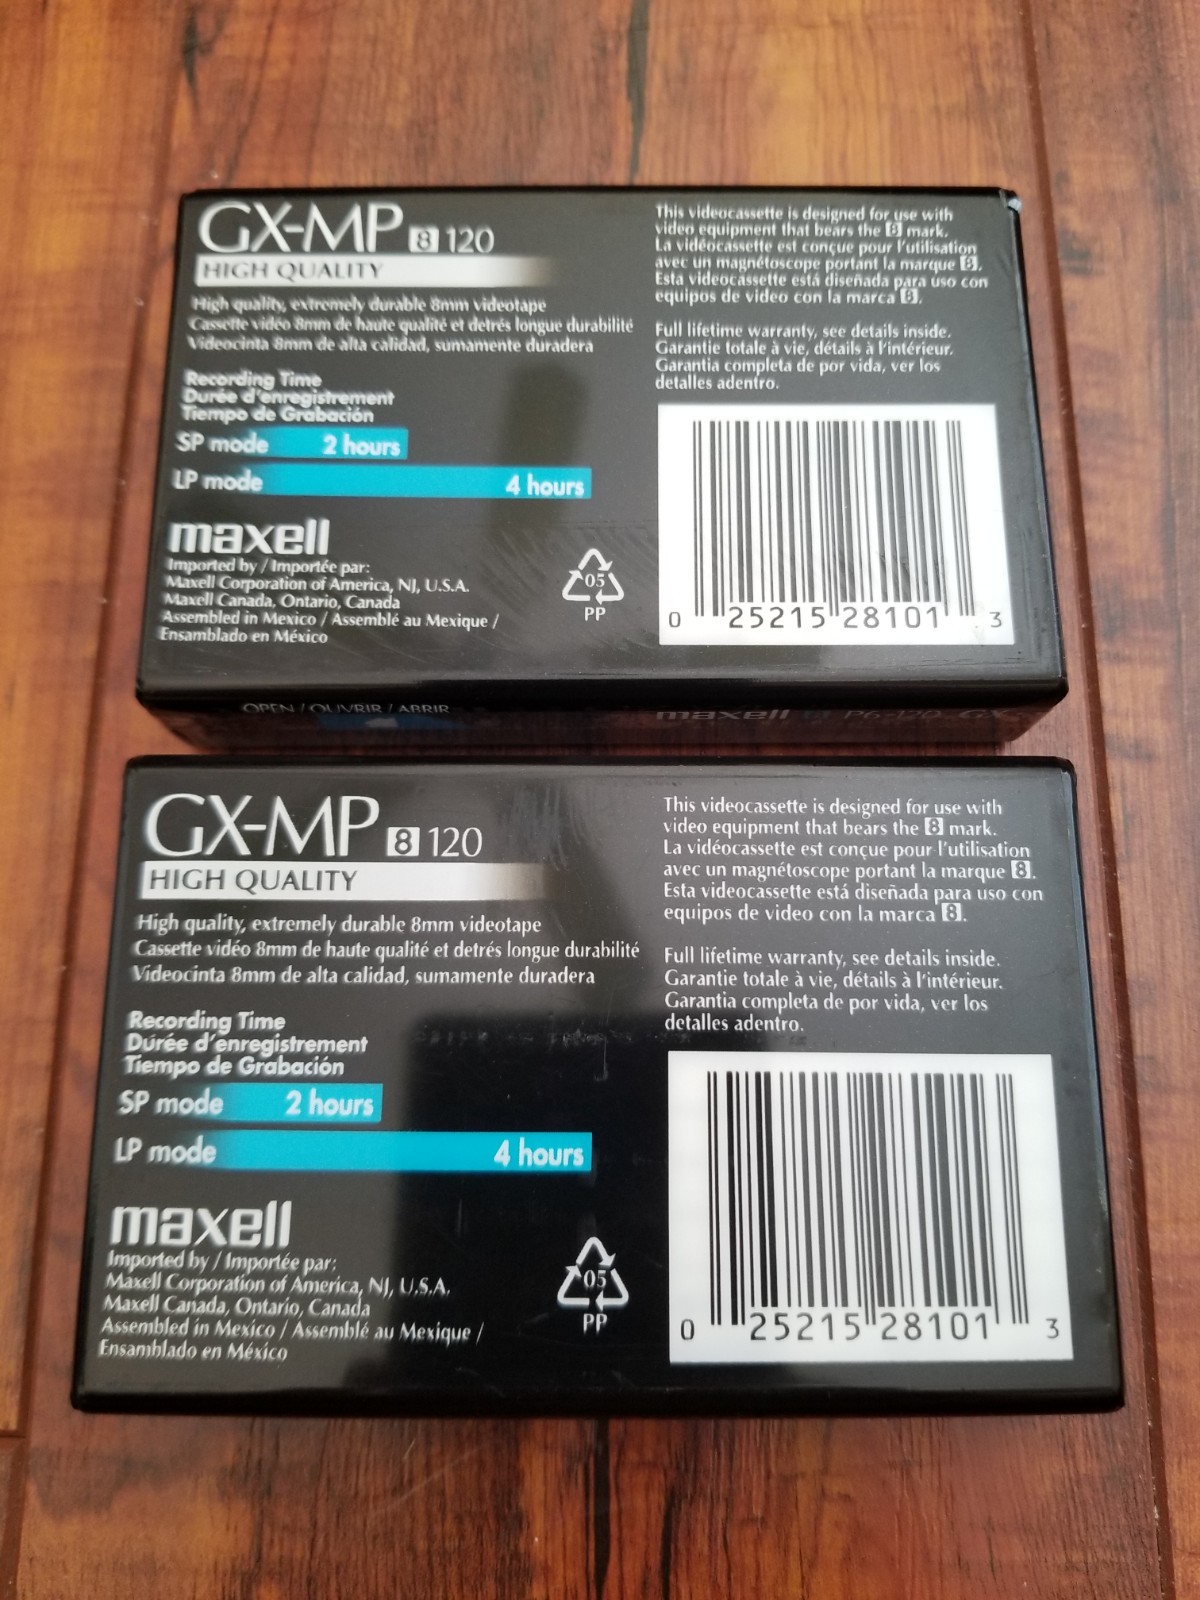 GX-MP 8 120
HIGH QUALITY
High quality, extremely durable 8mm videotape
Cassette vidéo 8mm de haute qualité et detrés longue durabilité
Videocinta 8mm de alta calidad, sumamente duradera
Recording Time
Durée d'enregistrement
Tiempo de Grabación
SP mode 2 hours
LP mode 4 hours
maxell
Imported by / Importée par:
Maxell Corporation of America, NJ, U.S.A.
Maxell Canada, Ontario, Canada
Assembled in Mexico / Assemblé au Mexique /
Ensamblado en México
05
PP
This videocassette is designed for use with
video equipment that bears the 8 mark.
La vidéocassette est conçue pour l'utilisation
avec un magnétoscope portant la marque 8.
Esta videocassette está diseñada para uso con
equipos de video con la marca 8.
Full lifetime warranty, see details inside.
Garantie totale à vie, détails à l'intérieur.
Garantia completa de por vida, ver los
detalles adentro.
0 25215 28101 3
OPEN / OUVRIR / ABRIR
maxell P6-120 GX-
GX-MP 8 120
HIGH QUALITY
High quality, extremely durable 8mm videotape
Cassette vidéo 8mm de haute qualité et detrés longue durabilité
Videocinta 8mm de alta calidad, sumamente duradera
Recording Time
Durée d'enregistrement
Tiempo de Grabación
SP mode 2 hours
LP mode 4 hours
maxell
Imported by / Importée par:
Maxell Corporation of America, NJ, U.S.A.
Maxell Canada, Ontario, Canada
Assembled in Mexico / Assemblé au Mexique /
Ensamblado en México
05
PP
This videocassette is designed for use with
video equipment that bears the 8 mark.
La vidéocassette est conçue pour l'utilisation
avec un magnétoscope portant la marque 8.
Esta videocassette está diseñada para uso con
equipos de video con la marca 8.
Full lifetime warranty, see details inside.
Garantie totale à vie, détails à l'intérieur.
Garantia completa de por vida, ver los
detalles adentro.
0 25215 28101 3